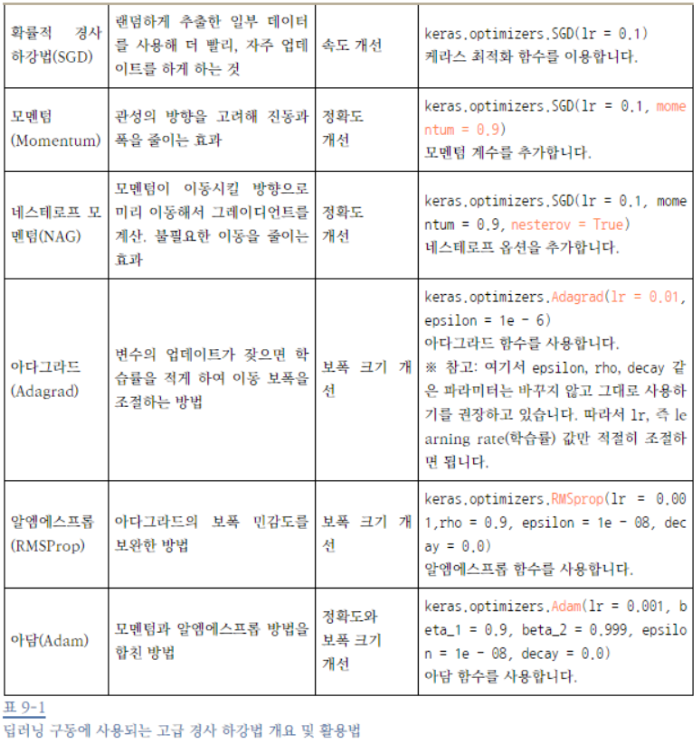 확률적 경사
하강법(SGD)
랜덤하게 추출한 일부 데이터
를 사용해 더 빨리, 자주 업데
이트를 하게 하는 것
속도 개선
keras.optimizers.SGD(lr = 0.1)
케라스 최적화 함수를 이용합니다.
모멘텀
(Momentum)
관성의 방향을 고려해 진동과
폭을 줄이는 효과
정확도
개선
keras.optimizers.SGD(lr = 0.1, mome
ntum = 0.9)
모멘텀 계수를 추가합니다.
네스테로프 모
멘텀(NAG)
모멘텀이 이동시킬 방향으로
미리 이동해서 그레이디언트를
계산. 불필요한 이동을 줄이는
효과
정확도
개선
keras.optimizers.SGD(lr = 0.1, mome
ntum = 0.9, nesterov = True)
네스테로프 옵션을 추가합니다.
아다그라드
(Adagrad)
변수의 업데이트가 잦으면 학
습률을 적게 하여 이동 보폭을
조절하는 방법
보폭 크기 개
선
keras.optimizers.Adagrad(lr = 0.01,
epsilon = 1e - 6)
아다그라드 함수를 사용합니다.
※ 참고: 여기서 epsilon, rho, decay 같
은 파라미터는 바꾸지 않고 그대로 사용하
기를 권장하고 있습니다. 따라서 lr, 즉 le
arning rate(학습률) 값만 적절히 조절하
면 됩니다.
알엠에스프롭
(RMSProp)
아다그라드의 보폭 민감도를
보완한 방법
보폭 크기 개
선
keras.optimizers.RMSprop(lr = 0.00
1,rho = 0.9, epsilon = 1e - 08, dec
ay = 0.0)
알엠에스프롭 함수를 사용합니다.
아담(Adam)
모멘텀과 알엠에스프롭 방법을
합친 방법
정확도와
보폭 크기
개선
keras.optimizers.Adam(lr = 0.001, b
eta_1 = 0.9, beta_2 = 0.999, epsilo
n = 1e - 08, decay = 0.0)
아담 함수를 사용합니다.
표 9-1
딥러닝 구동에 사용되는 고급 경사 하강법 개요 및 활용법